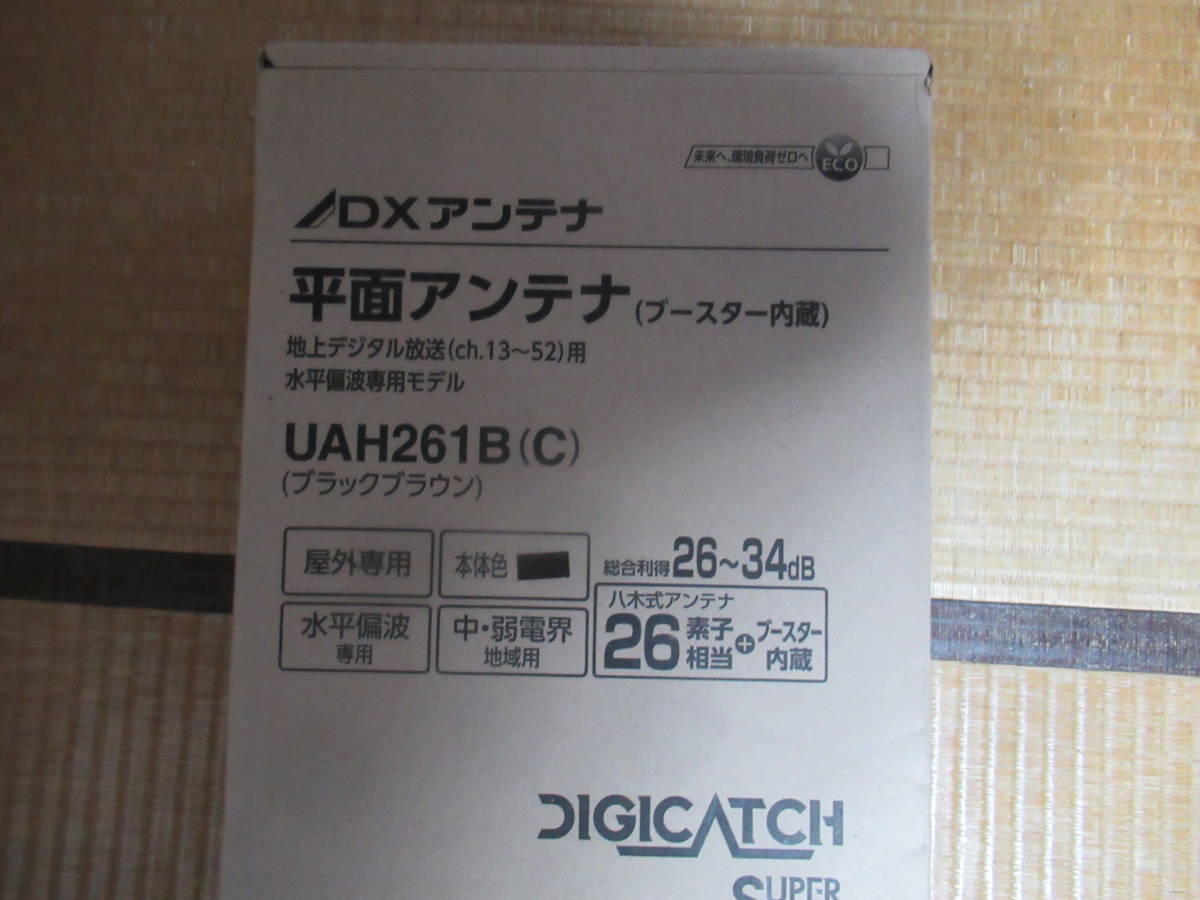 未来へ、環境負荷ゼロへ ECO
DXアンテナ
平面アンテナ(ブースター内蔵)
地上デジタル放送(ch.13～52)用
水平偏波専用モデル
UAH261B(C)
(ブラックブラウン)
屋外専用
本体色
総合利得26～34dB
水平偏波
専用
中・弱電界
地域用
八木式アンテナ
26素子相当+ブースター内蔵
DIGICATCH
SUPER